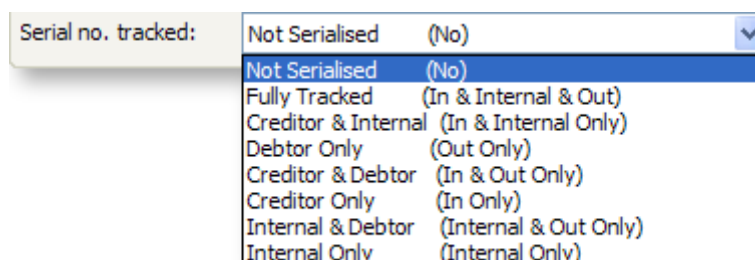 Serial no. tracked: Not Serialised (No)
Not Serialised (No)
Fully Tracked (In & Internal & Out)
Creditor & Internal (In & Internal Only)
Debtor Only (Out Only)
Creditor & Debtor (In & Out Only)
Creditor Only (In Only)
Internal & Debtor (Internal & Out Only)
Internal Only (Internal Only)